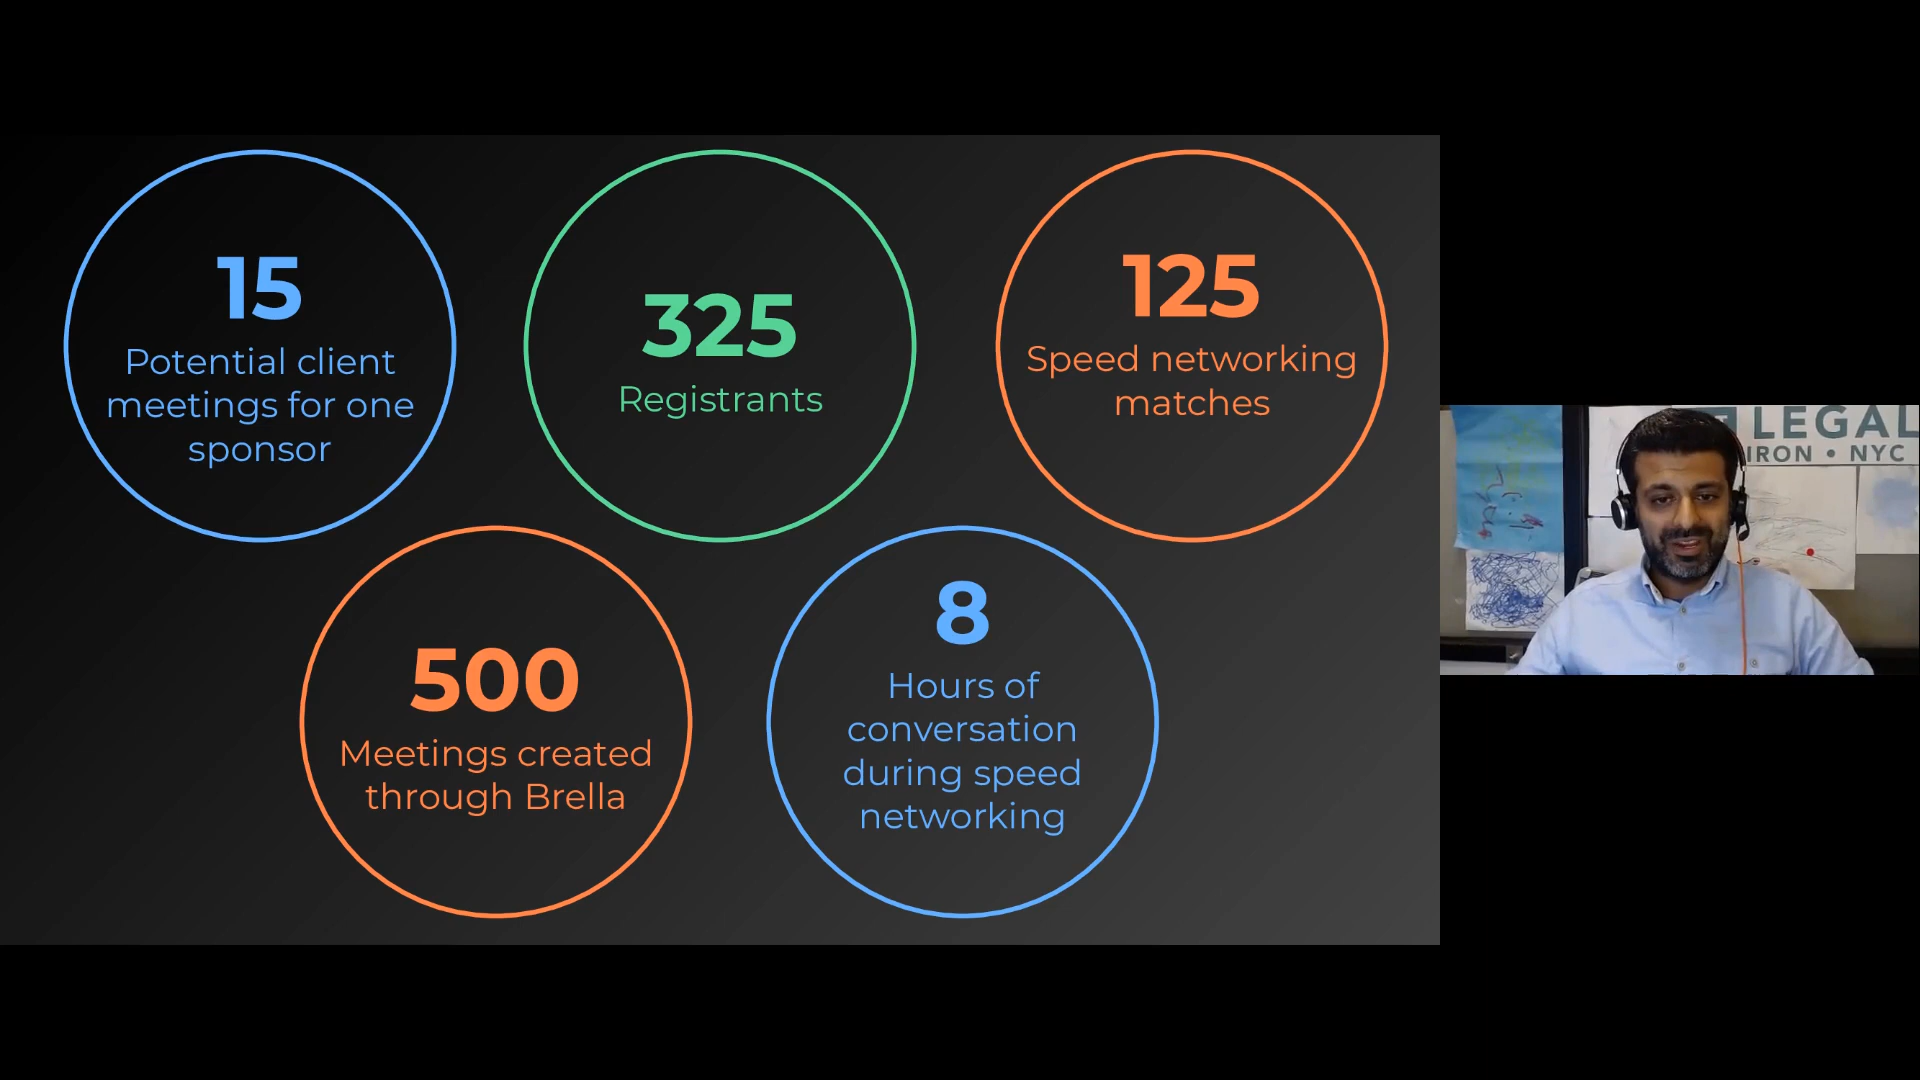 15
Potential client
meetings for one
sponsor
325
Registrants
125
Speed networking
matches
500
Meetings created
through Brella
8
Hours of
conversation
during speed
networking
LEGAL
IRON • NYC